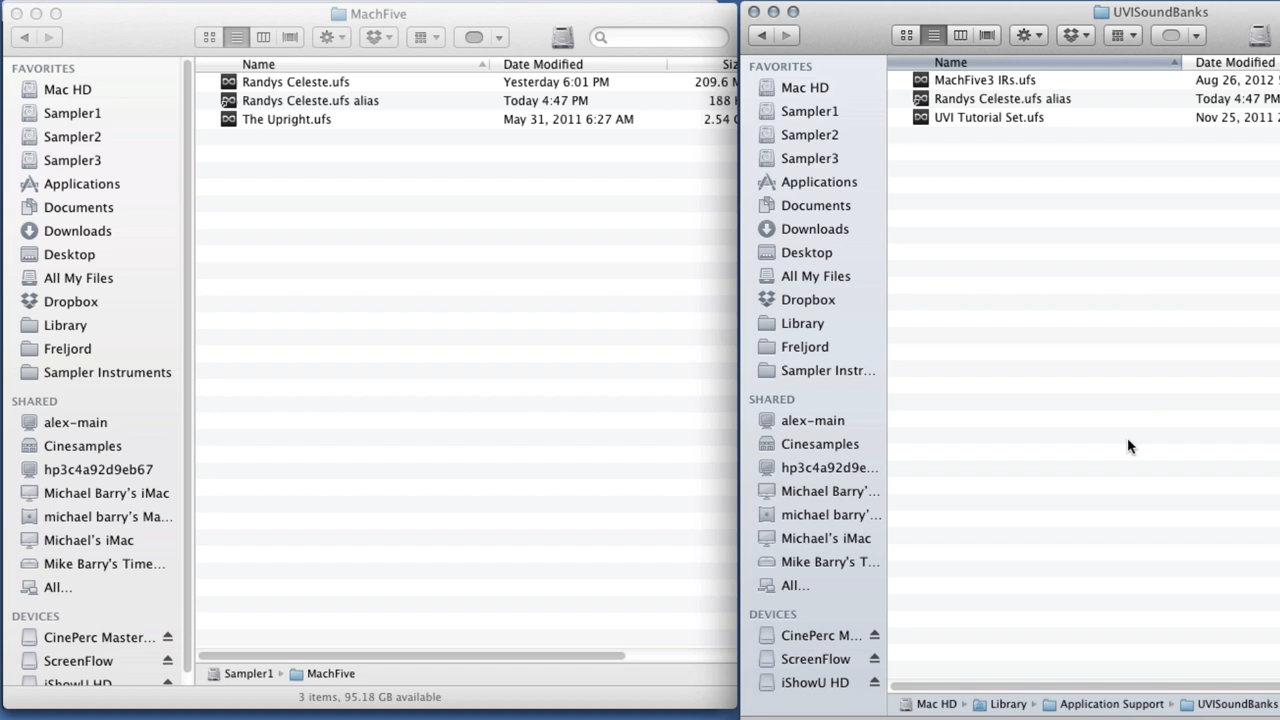 MachFive
Name
Date Modified
Siz
Randys Celeste.ufs
Yesterday 6:01 PM
209.6 M
Randys Celeste.ufs alias
Today 4:47 PM
188
The Upright.ufs
May 31, 2011 6:27 AM
2.54
FAVORITES
Mac HD
Sampler1
Sampler2
Sampler3
Applications
Documents
Downloads
Desktop
All My Files
Dropbox
Library
Freljord
Sampler Instruments
SHARED
alex-main
Cinesamples
hp3c4a92d9eb67
Michael Barry's iMac
michael barry's Ma...
Michael's iMac
Mike Barry's Time...
All...
DEVICES
CinePerc Master...
ScreenFlow
iShowU HD
Sampler1
MachFive
3 items, 95.18 GB available
UVISoundBanks
Name
Date Modified
MachFive3 IRs.ufs
Aug 26, 2012
Randys Celeste.ufs alias
Today 4:47 PM
UVI Tutorial Set.ufs
Nov 25, 2011
FAVORITES
Mac HD
Sampler1
Sampler2
Sampler3
Applications
Documents
Downloads
Desktop
All My Files
Dropbox
Library
Freljord
Sampler Instr...
SHARED
alex-main
Cinesamples
hp3c4a92d9e...
Michael Barry'...
michael barry'...
Michael's iMac
Mike Barry's T...
All...
DEVICES
CinePerc M...
ScreenFlow
iShowU HD
Mac HD
Library
Application Support
UVISoundBanks